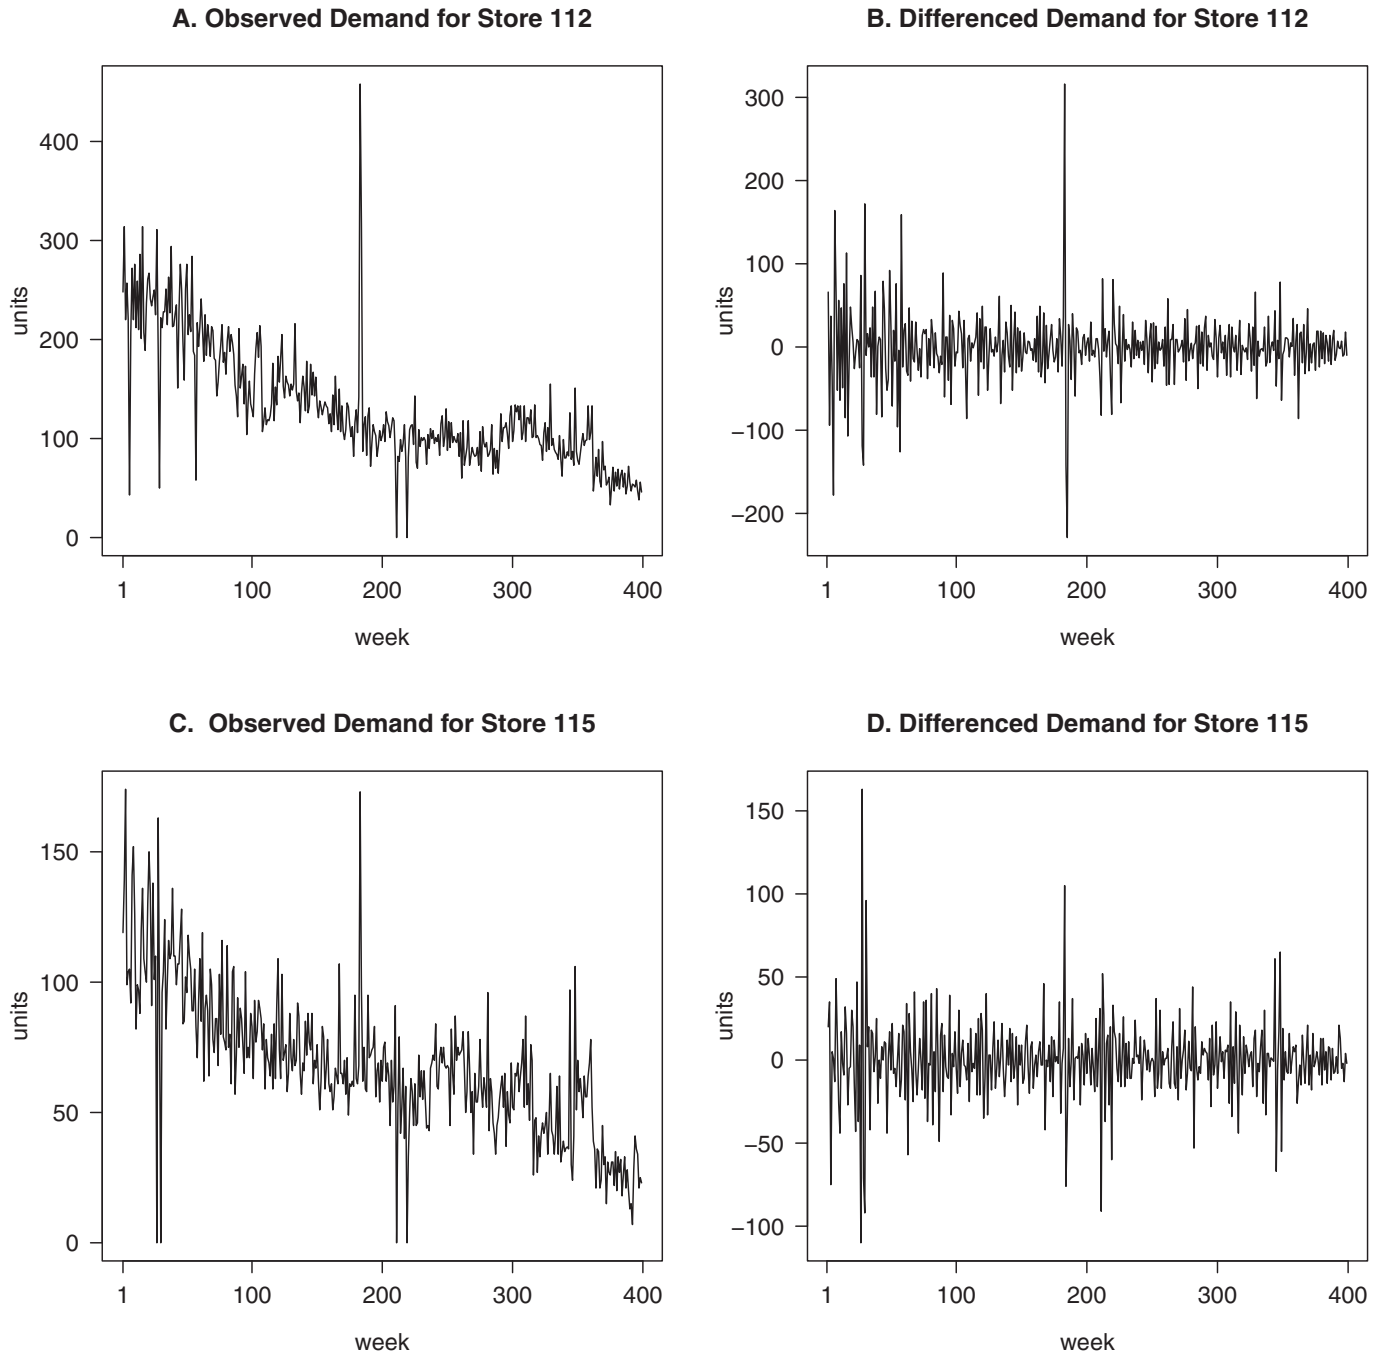 A. Observed Demand for Store 112
units
400
300
200
100
0
1 100 200 300 400
week
B. Differenced Demand for Store 112
units
300
200
100
0
−100
−200
1 100 200 300 400
week
C. Observed Demand for Store 115
units
150
100
50
0
1 100 200 300 400
week
D. Differenced Demand for Store 115
units
150
100
50
0
−50
−100
1 100 200 300 400
week